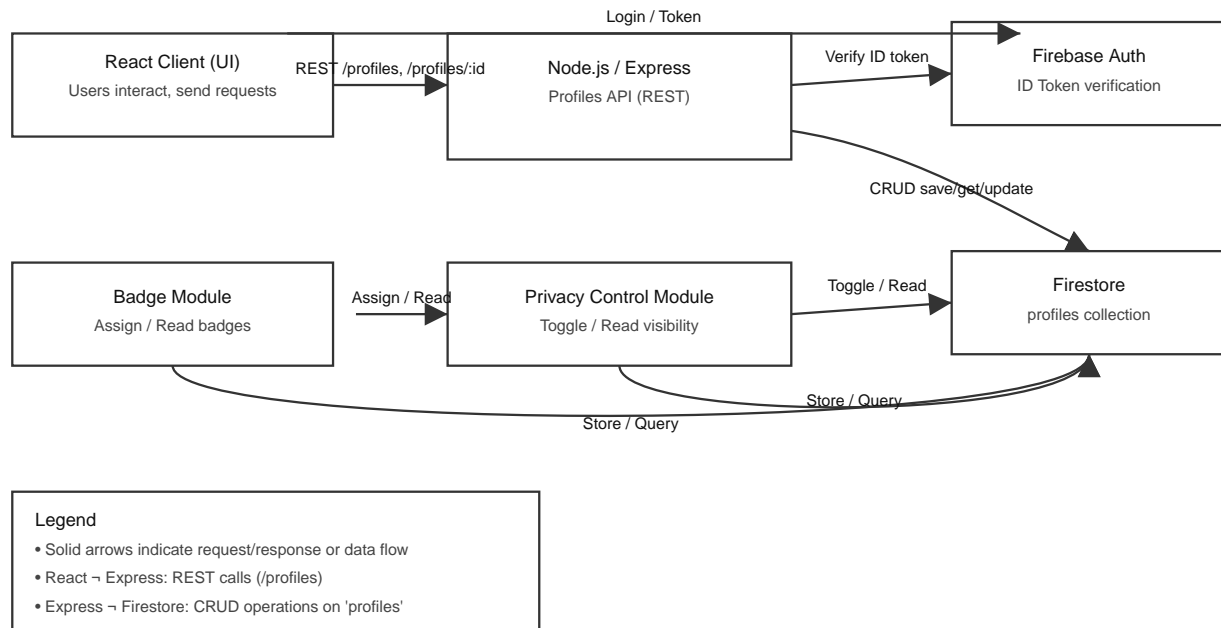 Login / Token
React Client (UI)
Users interact, send requests
REST /profiles, /profiles/:id
Node.js / Express
Profiles API (REST)
Verify ID token
Firebase Auth
ID Token verification
CRUD save/get/update
Badge Module
Assign / Read badges
Assign / Read
Privacy Control Module
Toggle / Read visibility
Toggle / Read
Firestore
profiles collection
Store / Query
Store / Query
Legend
• Solid arrows indicate request/response or data flow
• React ¬ Express: REST calls (/profiles)
• Express ¬ Firestore: CRUD operations on 'profiles'